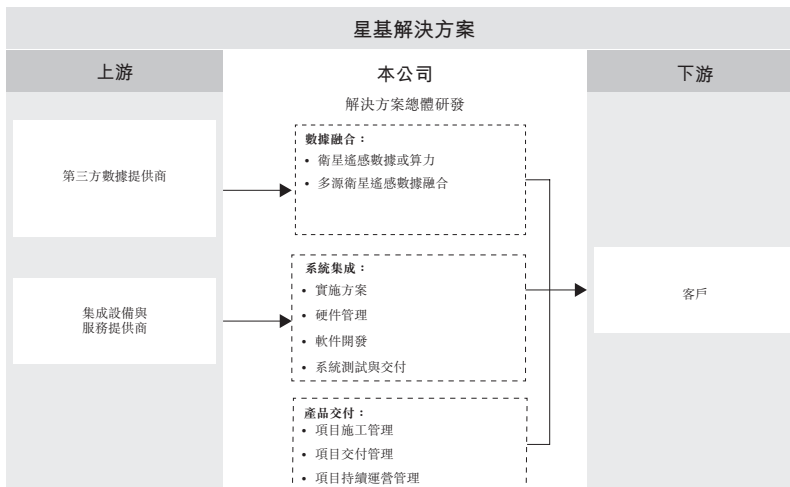 星基解決方案
上游
本公司
下游
解決方案總體研發
第三方數據提供商
數據融合：
• 衛星遙感數據或算力
• 多源衛星遙感數據融合
集成設備與
服務提供商
系統集成：
• 實施方案
• 硬件管理
• 軟件開發
• 系統測試與交付
產品交付：
• 項目施工管理
• 項目交付管理
• 項目持續運營管理
客戶